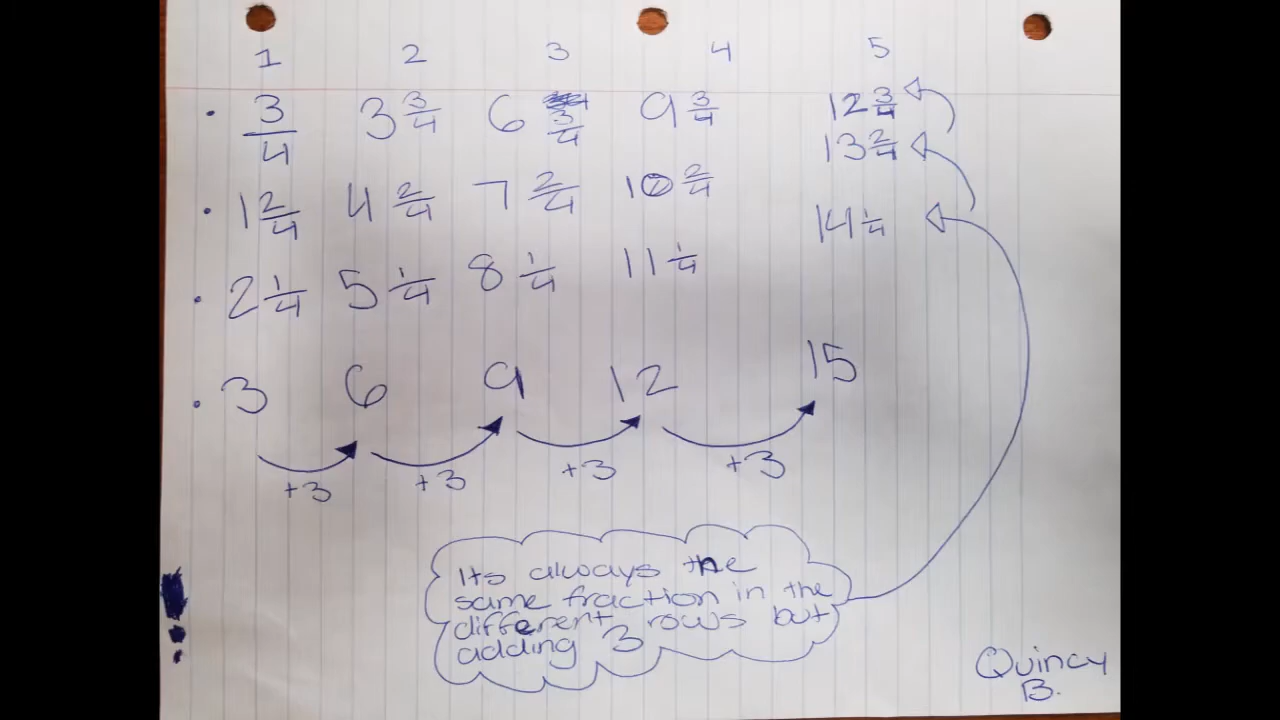 1 2 3 4 5
3/4 3 3/4 6 3/4 9 3/4 12 3/4
13 2/4
1 2/4 4 2/4 7 2/4 10 2/4
14 1/4
2 1/4 5 1/4 8 1/4 11 1/4
3 6 9 12 15
+3 +3 +3 +3
Its always the
same fraction in the
different rows but
adding 3
Quincy
B.